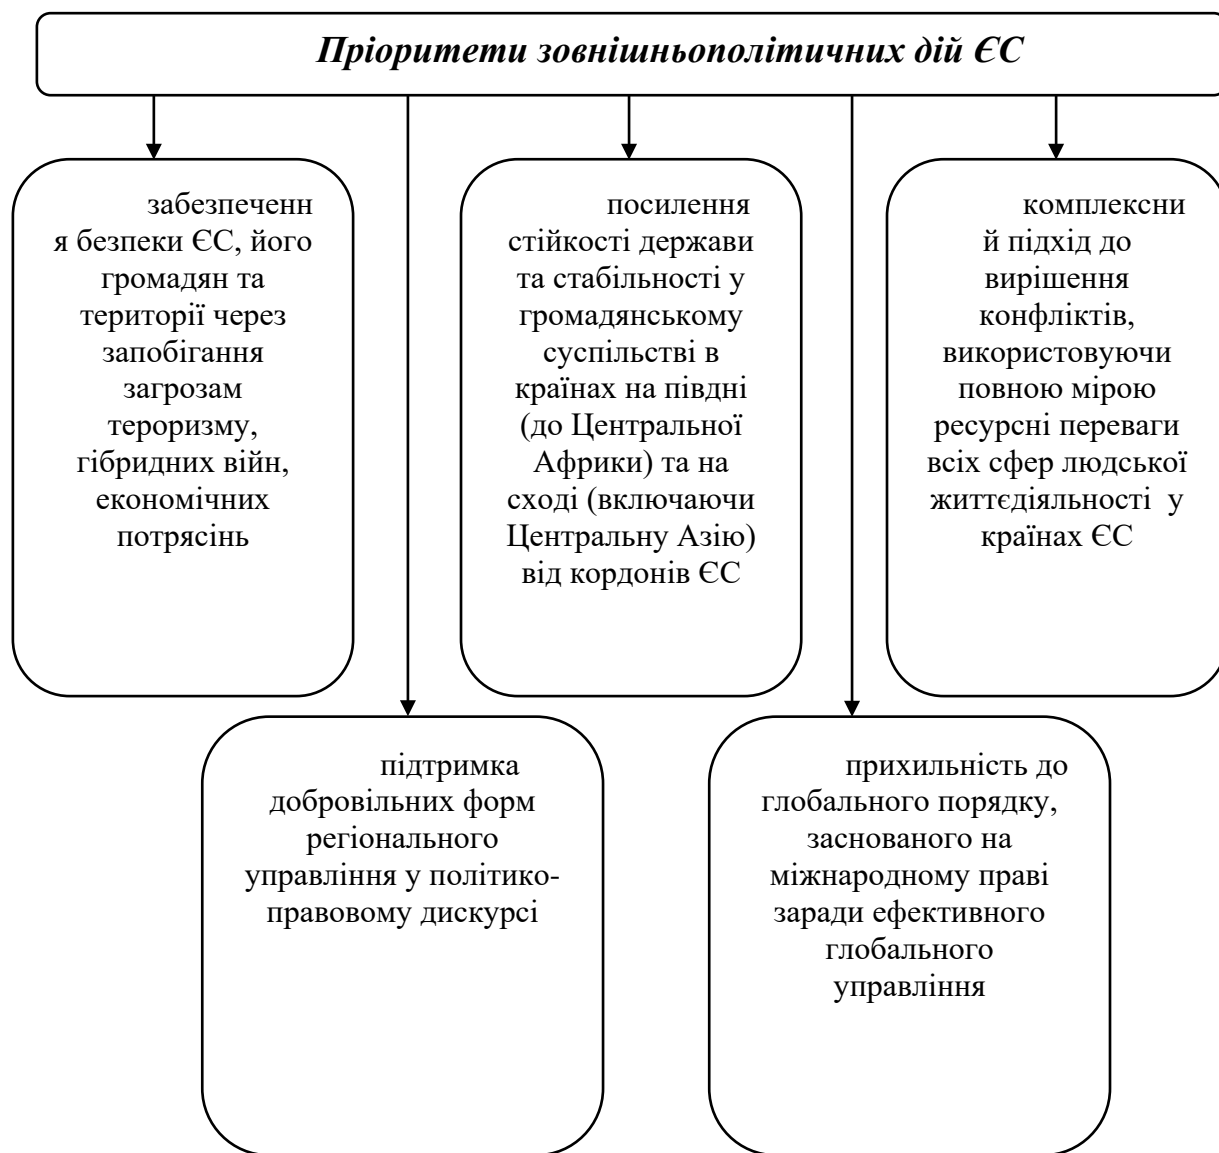 Пріоритети зовнішньополітичних дій ЄС
забезпеченн
я безпеки ЄС, його
громадян та
території через
запобігання
загрозам
тероризму,
гібридних війн,
економічних
потрясінь
посилення
стійкості держави
та стабільності у
громадянському
суспільстві в
країнах на півдні
(до Центральної
Африки) та на
сході (включаючи
Центральну Азію)
від кордонів ЄС
комплексни
й підхід до
вирішення
конфліктів,
використовуючи
повною мірою
ресурсні переваги
всіх сфер людської
життєдіяльності у
країнах ЄС
підтримка
добровільних форм
регіонального
управління у політико-
правовому дискурсі
прихильність до
глобального порядку,
заснованого на
міжнародному праві
заради ефективного
глобального
управління